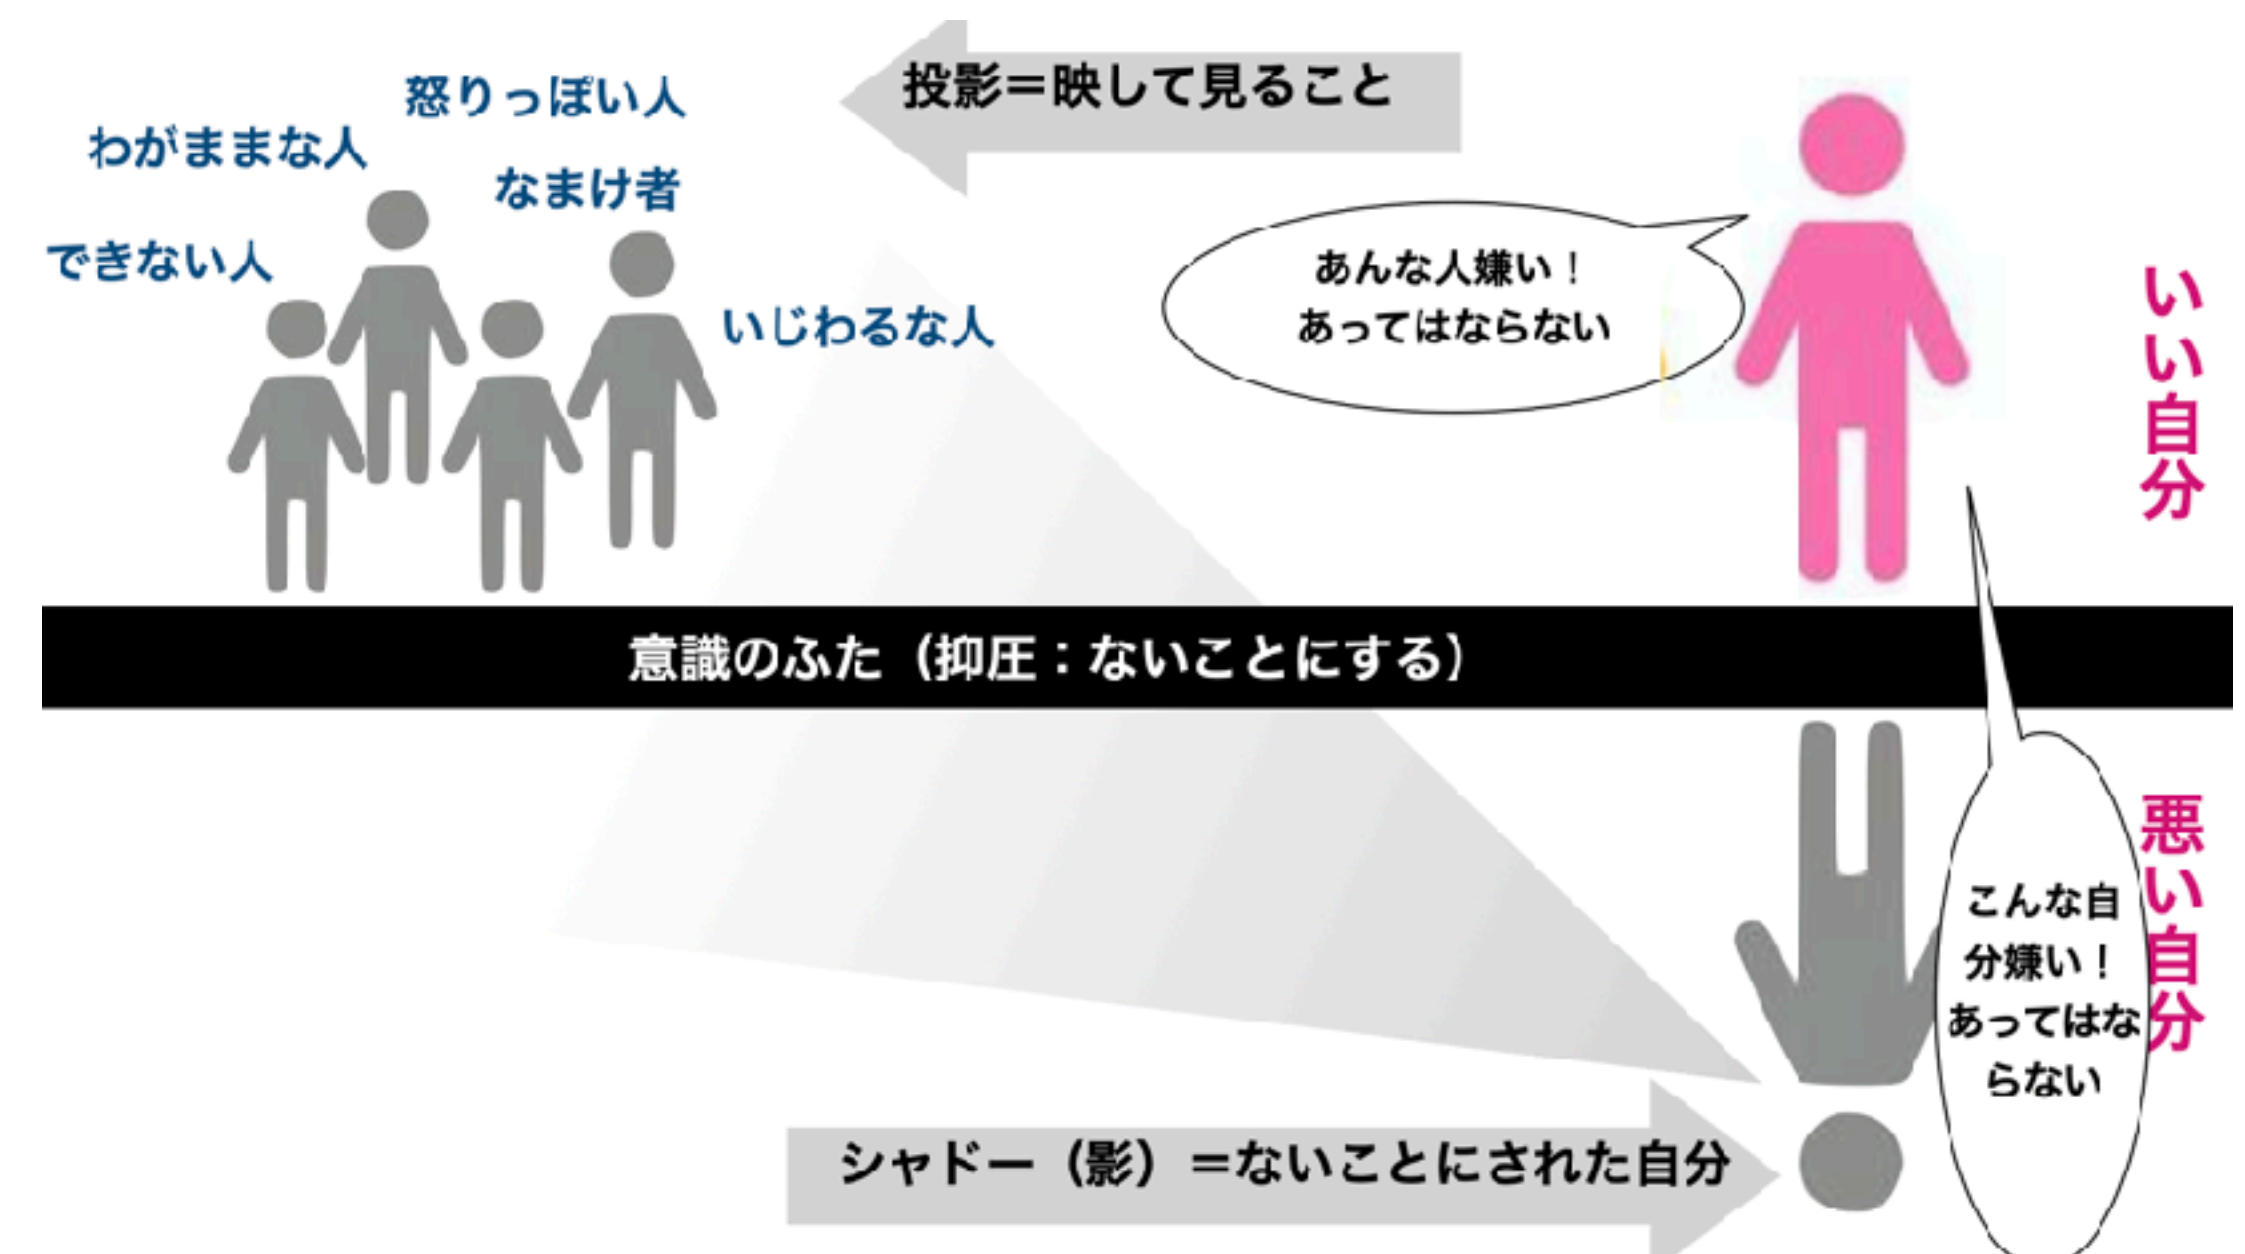 投影＝映して見ること
怒りっぽい人
わがままな人
なまけ者
できない人
いじわるな人
あんな人嫌い！
あってはならない
いい自分
意識のふた（抑圧：ないことにする）
悪い自分
こんな自
分嫌い！
あってはな
らない
シャドー（影）＝ないことにされた自分